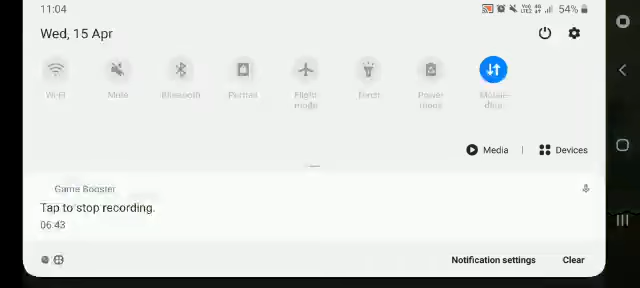 11:04
54%
Wed, 15 Apr
Wi-Fi
Mute
Bluetooth
Portrait
Flight mode
Torch
Power mode
Mobile data
Media | Devices
Game Booster
Tap to stop recording.
06:43
Notification settings
Clear